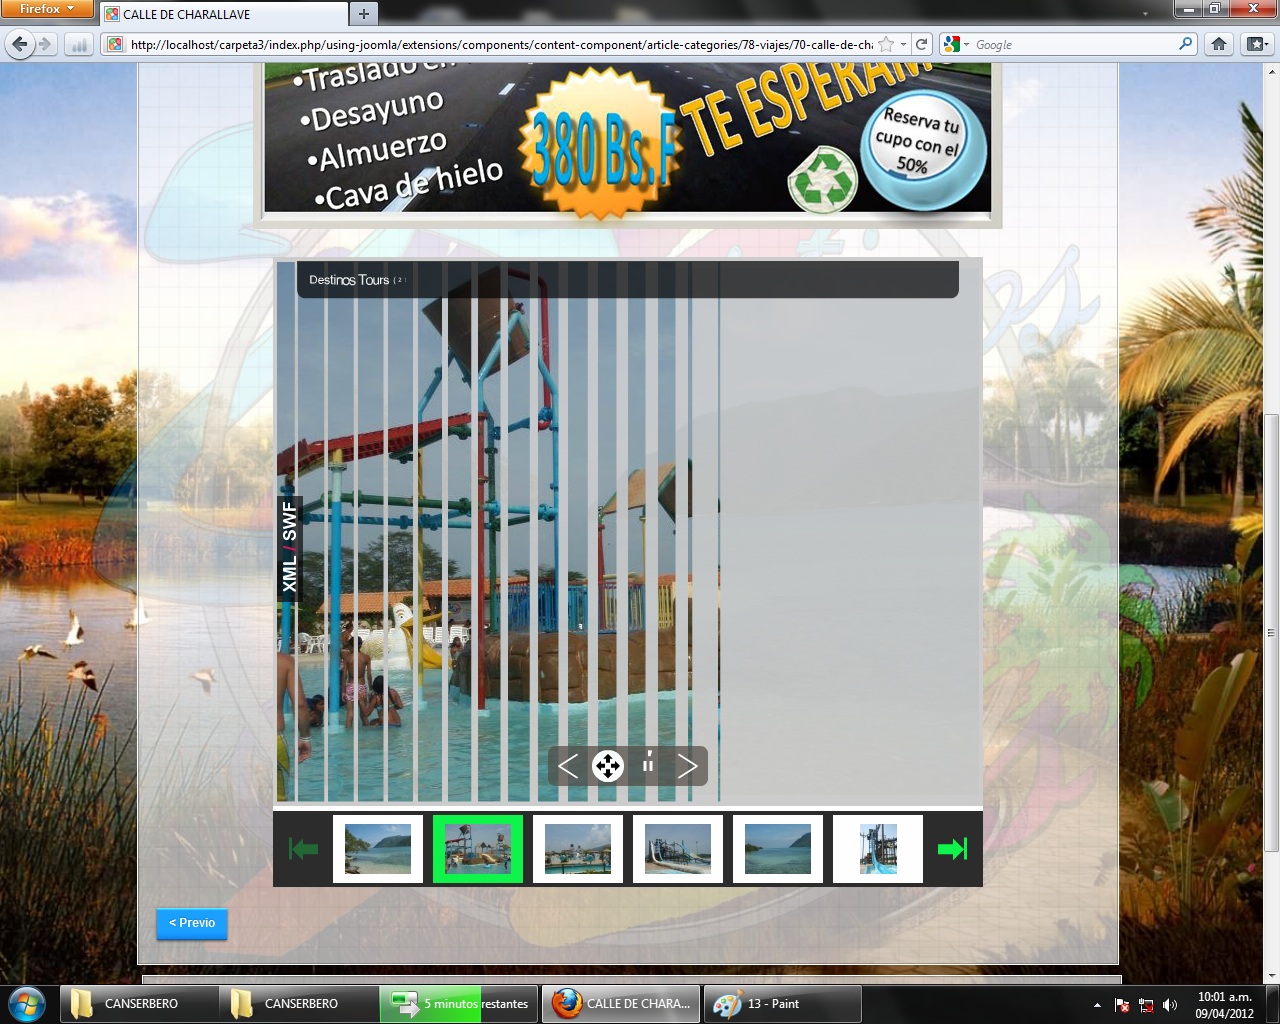 Firefox
CALLE DE CHARALLAVE
http://localhost/carpeta3/index.php/using-joomla/extensions/components/content-component/article-categories/78-viajes/70-calle-de-cha
Google
•Traslado en
•Desayuno
•Almuerzo
•Cava de hielo
380 Bs.F
TE ESPERAMO
Reserva tu
cupo con el
50%
Destinos Tours ( 2 )
XML / SWF
< Previo
CANSERBERO
CANSERBERO
5 minutos restantes
CALLE DE CHARA...
13 - Paint
10:01 a.m.
09/04/2012